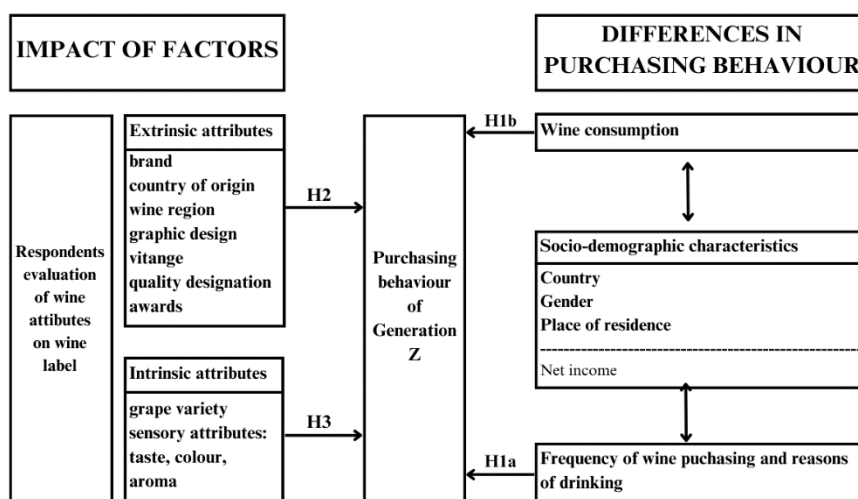 IMPACT OF FACTORS
DIFFERENCES IN
PURCHASING BEHAVIOUR
Respondents
evaluation
of wine
attibutes
on wine
label
Extrinsic attributes
brand
country of origin
wine region
graphic design
vitange
quality designation
awards
Intrinsic attributes
grape variety
sensory attributes:
taste, colour,
aroma
H2
H3
Purchasing
behaviour
of
Generation
Z
H1b
H1a
Wine consumption
Socio-demographic characteristics
Country
Gender
Place of residence
Net income
Frequency of wine puchasing and reasons
of drinking